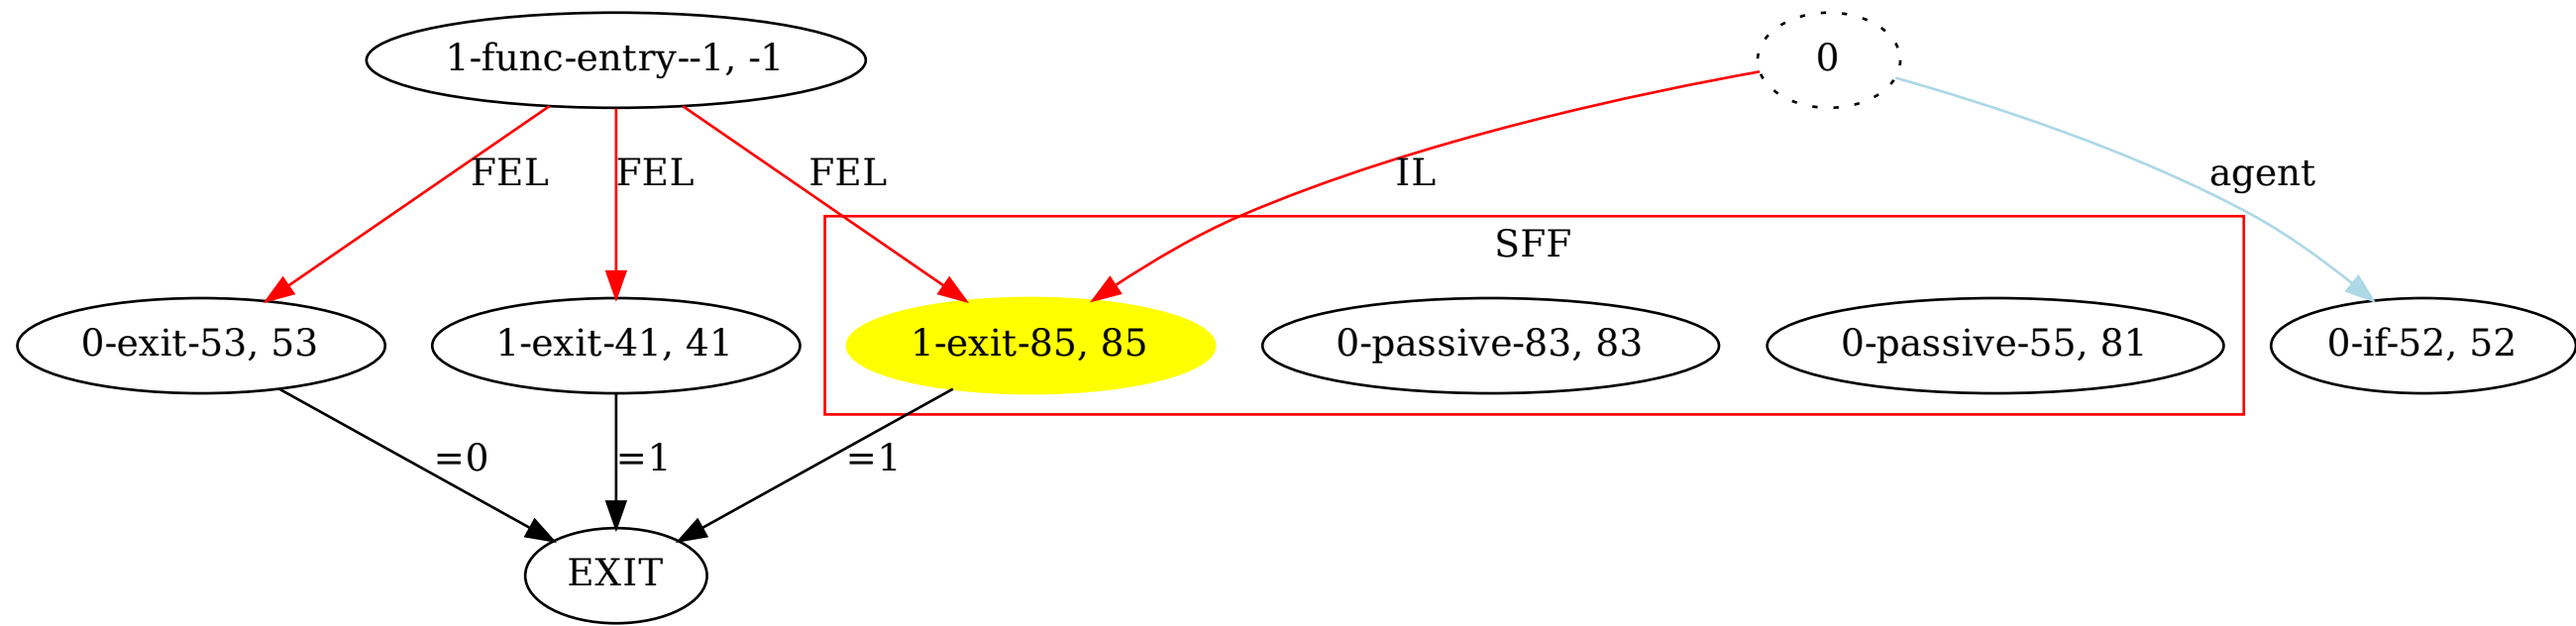 1-func-entry--1, -1
0
FEL
FEL
FEL
IL
agent
SFF
0-exit-53, 53
1-exit-41, 41
1-exit-85, 85
0-passive-83, 83
0-passive-55, 81
0-if-52, 52
=0
=1
=1
EXIT